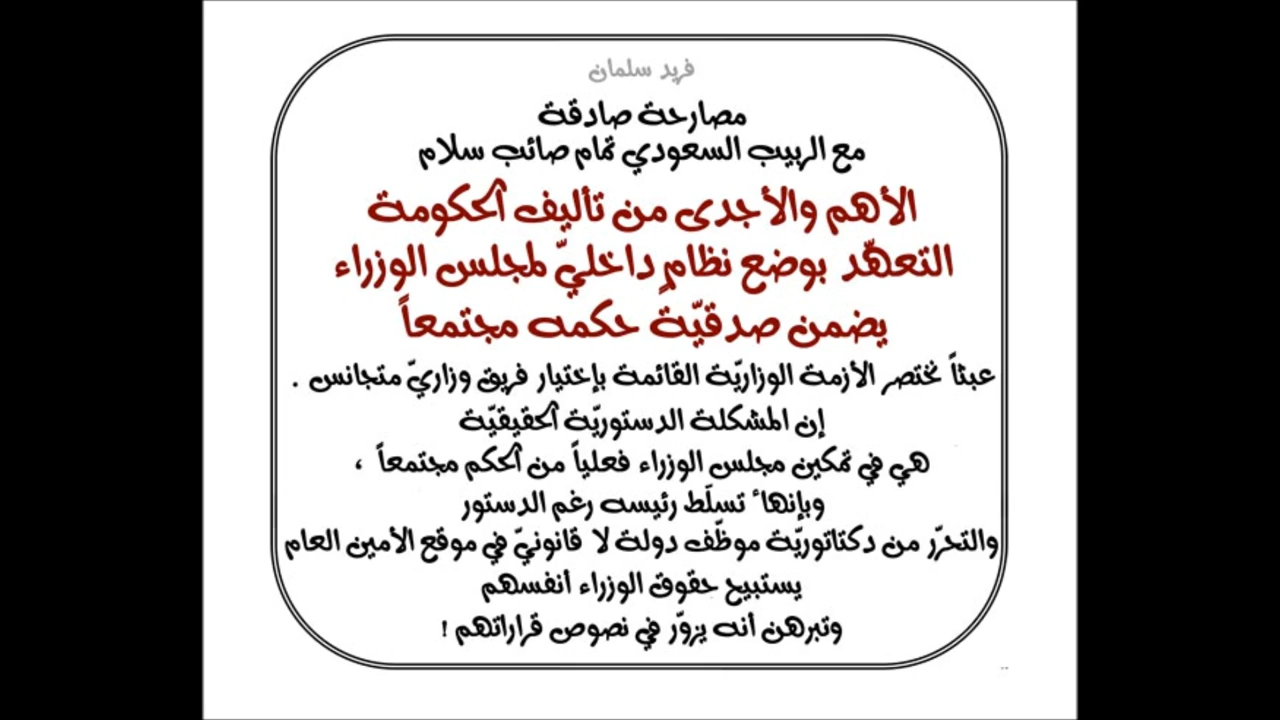 فريد سلمان
مصارحة صادقة
مع الربيب السعودي تمام صائب سلام
الأهم والأجدى من تأليف الحكومة
التعهّد بوضع نظامٍ داخليّ لمجلس الوزراء
يضمن صدقيّة حكمه مجتمعاً
عبثاً نختصر الأزمة الوزاريّة القائمة بإختيار فريق وزاريّ متجانس .
إن المشكلة الدستوريّة الحقيقيّة
هي في تمكين مجلس الوزراء فعلياً من الحكم مجتمعاً ،
وبإنهاء تسلّط رئيسه رغم الدستور
والتحرّر من دكتاتوريّة موظّف دولة لا قانونيّ في موقع الأمين العام
يستبيح حقوق الوزراء أنفسهم
وتبرهن أنه يزوّر في نصوص قراراتهم !